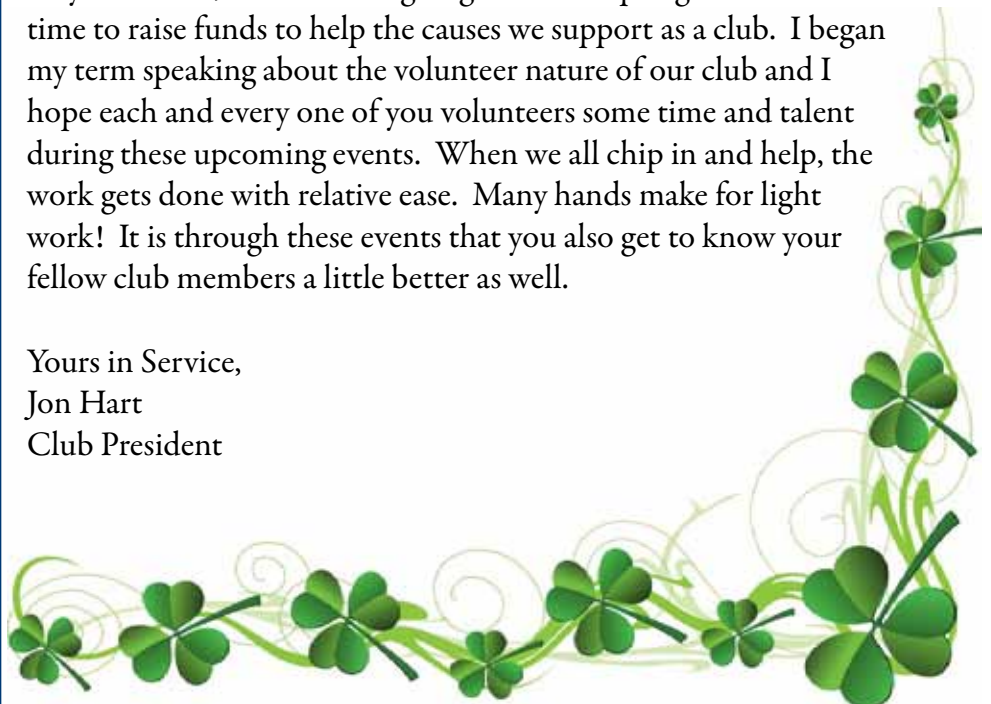 time to raise funds to help the causes we support as a club.  I began
my term speaking about the volunteer nature of our club and I
hope each and every one of you volunteers some time and talent
during these upcoming events.  When we all chip in and help, the
work gets done with relative ease.  Many hands make for light
work!  It is through these events that you also get to know your
fellow club members a little better as well.
Yours in Service,
Jon Hart
Club President